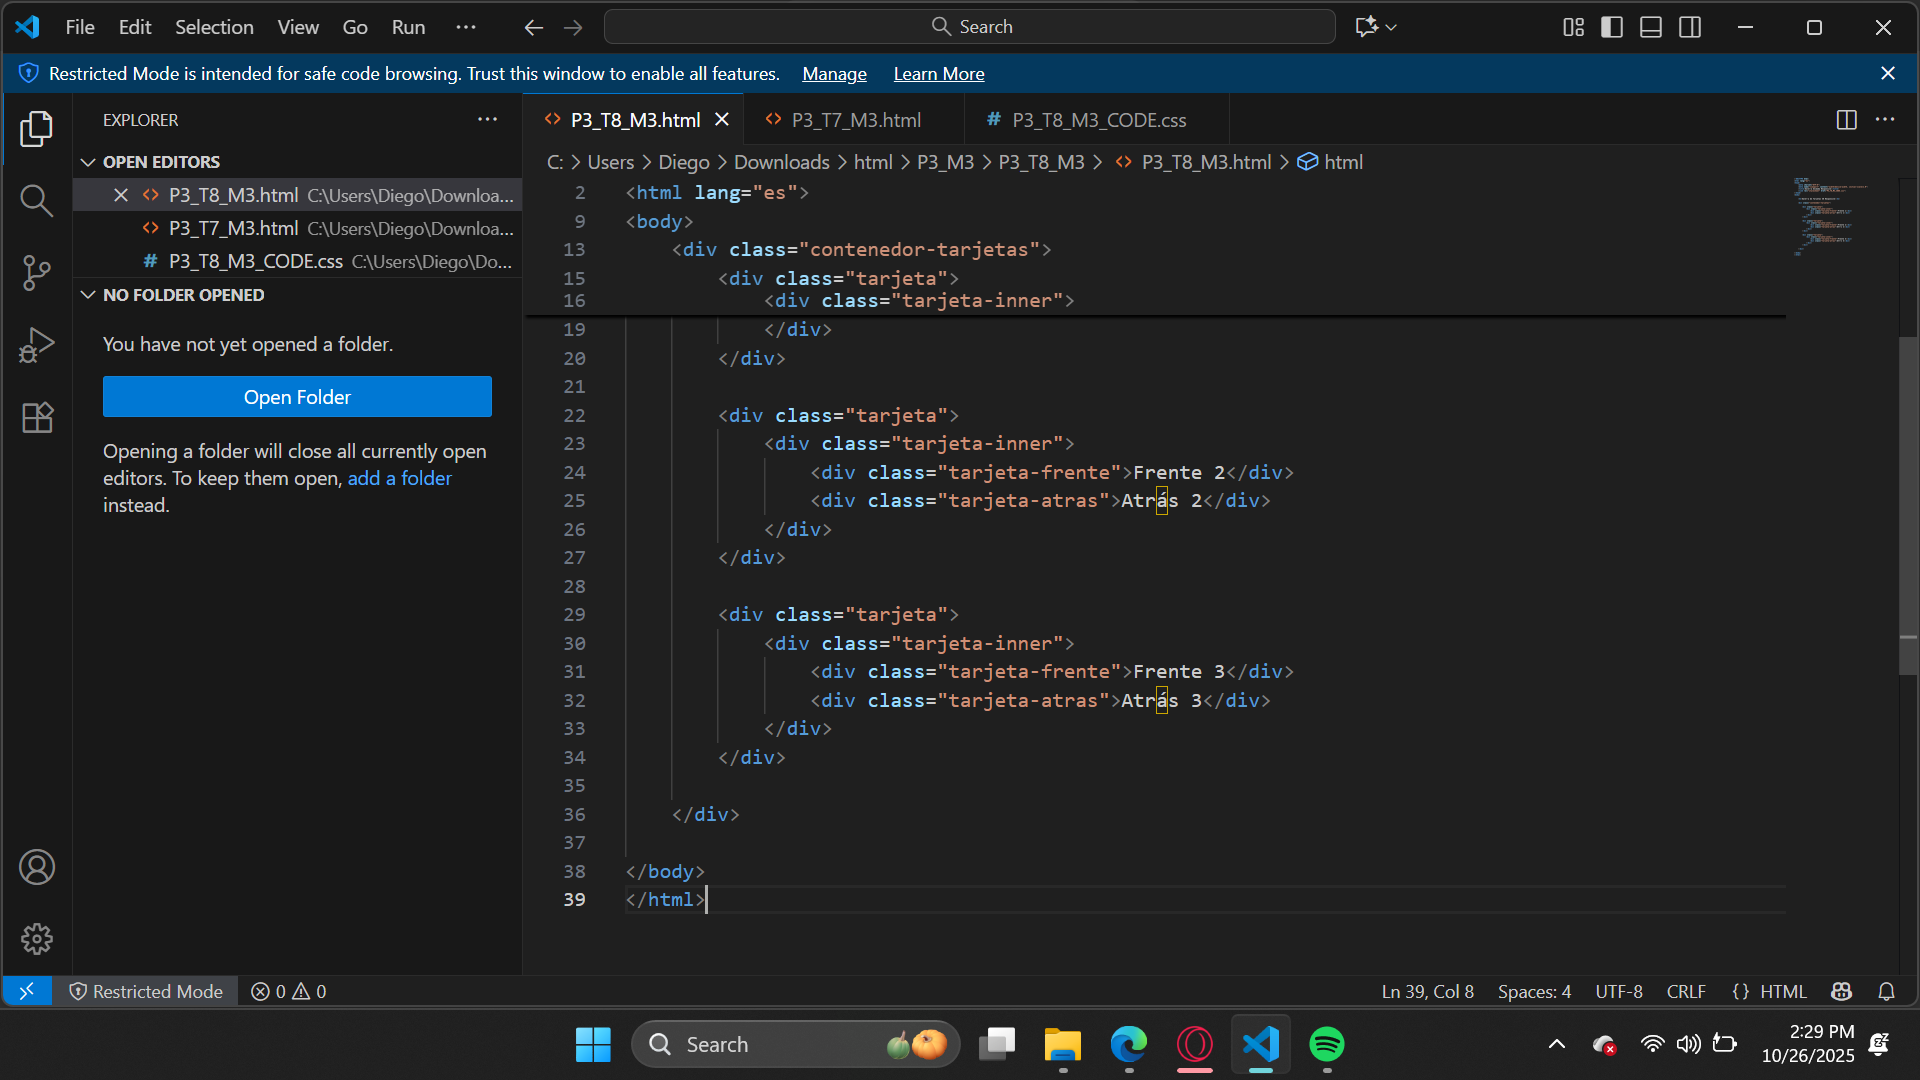 File Edit Selection View Go Run ··· Search
Restricted Mode is intended for safe code browsing. Trust this window to enable all features. Manage Learn More
EXPLORER
OPEN EDITORS
P3_T8_M3.html C:\Users\Diego\Downloa...
P3_T7_M3.html C:\Users\Diego\Downloa...
P3_T8_M3_CODE.css C:\Users\Diego\Do...
NO FOLDER OPENED
You have not yet opened a folder.
Open Folder
Opening a folder will close all currently open
editors. To keep them open, add a folder
instead.
P3_T8_M3.html P3_T7_M3.html P3_T8_M3_CODE.css
C: > Users > Diego > Downloads > html > P3_M3 > P3_T8_M3 > P3_T8_M3.html > html
2 <html lang="es">
9 <body>
13 <div class="contenedor-tarjetas">
15 <div class="tarjeta">
16 <div class="tarjeta-inner">
19 </div>
20 </div>
21
22 <div class="tarjeta">
23 <div class="tarjeta-inner">
24 <div class="tarjeta-frente">Frente 2</div>
25 <div class="tarjeta-atras">Atrás 2</div>
26 </div>
27 </div>
28
29 <div class="tarjeta">
30 <div class="tarjeta-inner">
31 <div class="tarjeta-frente">Frente 3</div>
32 <div class="tarjeta-atras">Atrás 3</div>
33 </div>
34 </div>
35
36 </div>
37
38 </body>
39 </html>
Restricted Mode 0 0 Ln 39, Col 8 Spaces: 4 UTF-8 CRLF {} HTML
Search
2:29 PM
10/26/2025